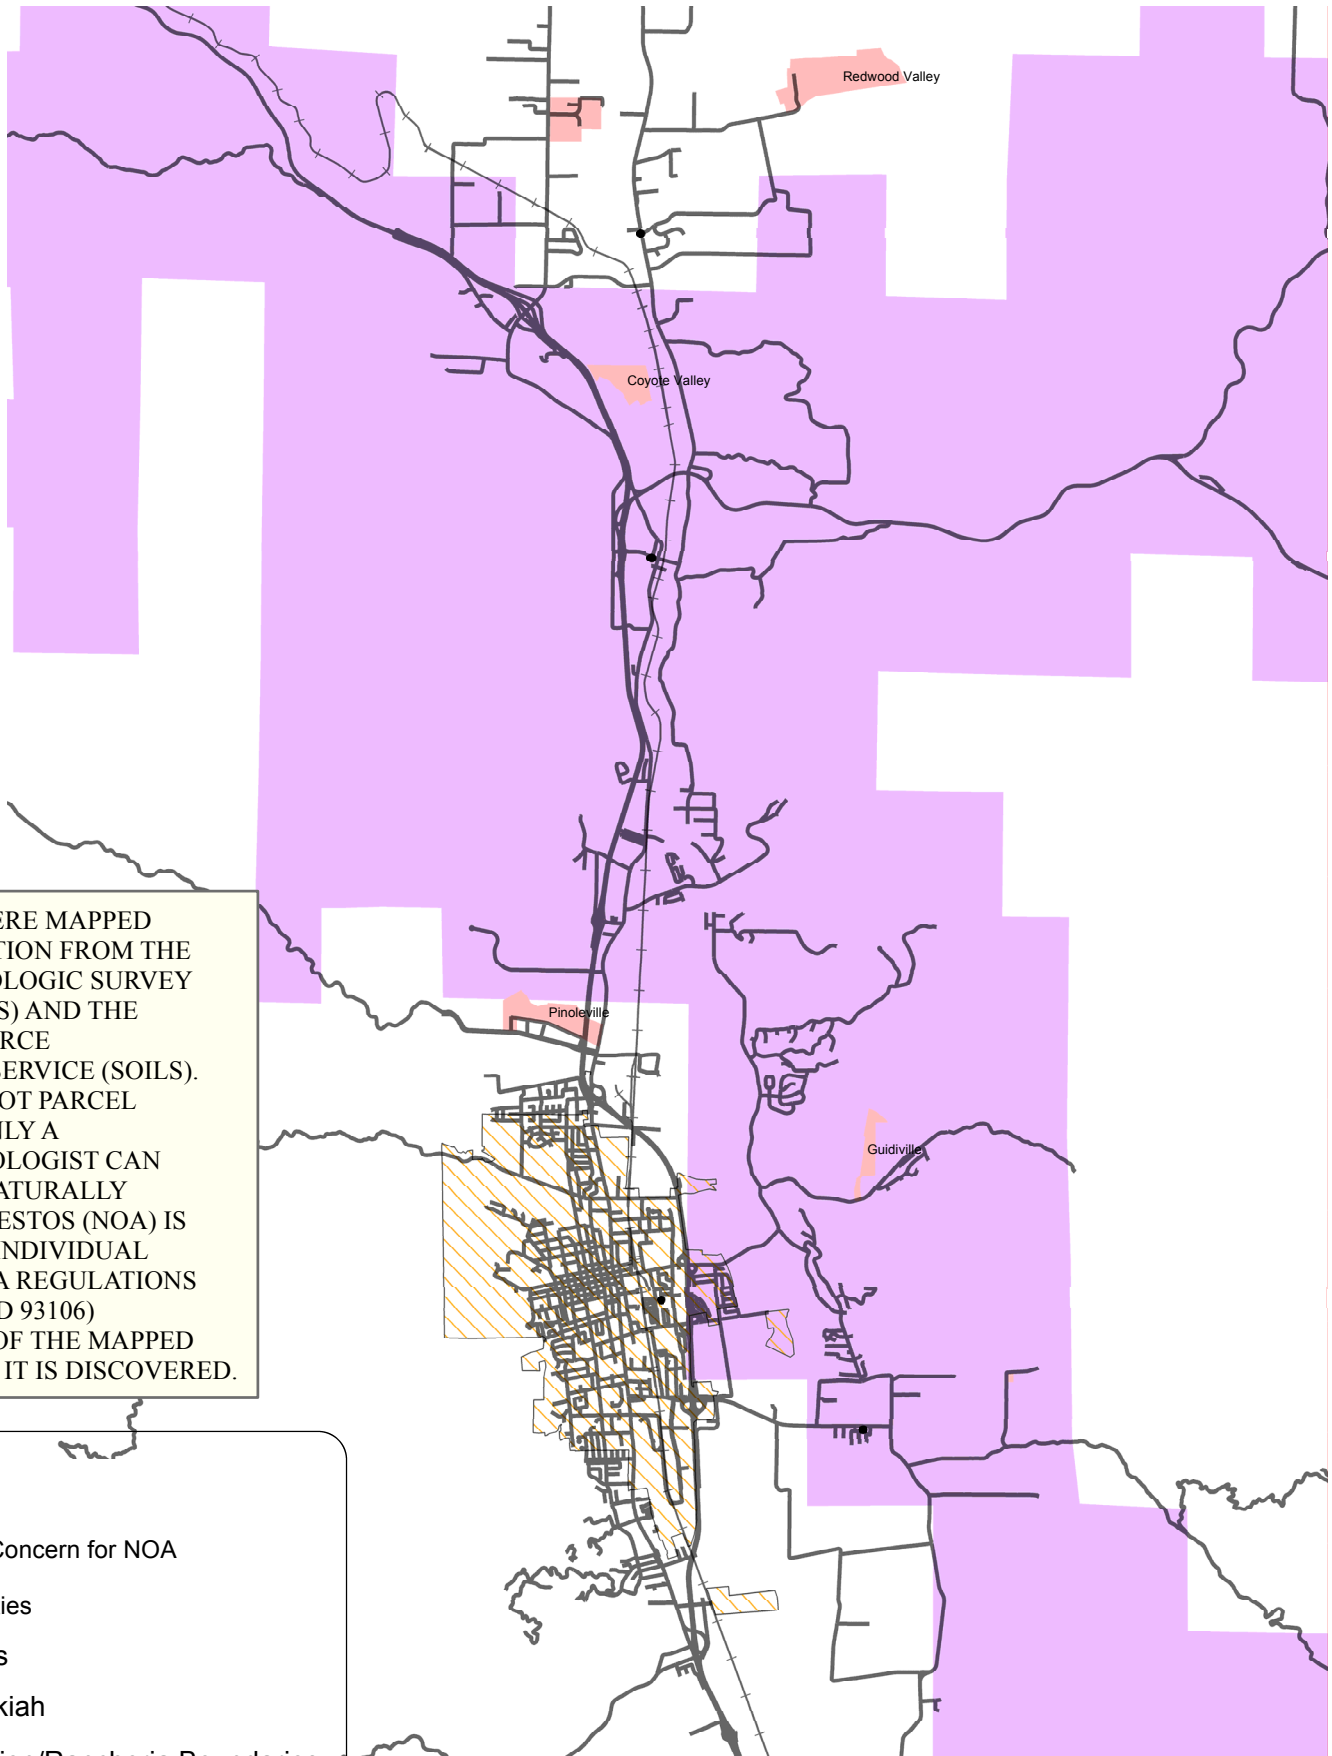 Redwood Valley
Coyote Valley
ERE MAPPED
TION FROM THE
OLOGIC SURVEY
S) AND THE
RCE
SERVICE (SOILS).
OT PARCEL
NLY A
OLOGIST CAN
ATURALLY
ESTOS (NOA) IS
INDIVIDUAL
A REGULATIONS
D 93106)
OF THE MAPPED
IT IS DISCOVERED.
Pinoleville
Guidiville
Concern for NOA
ies
s
kiah